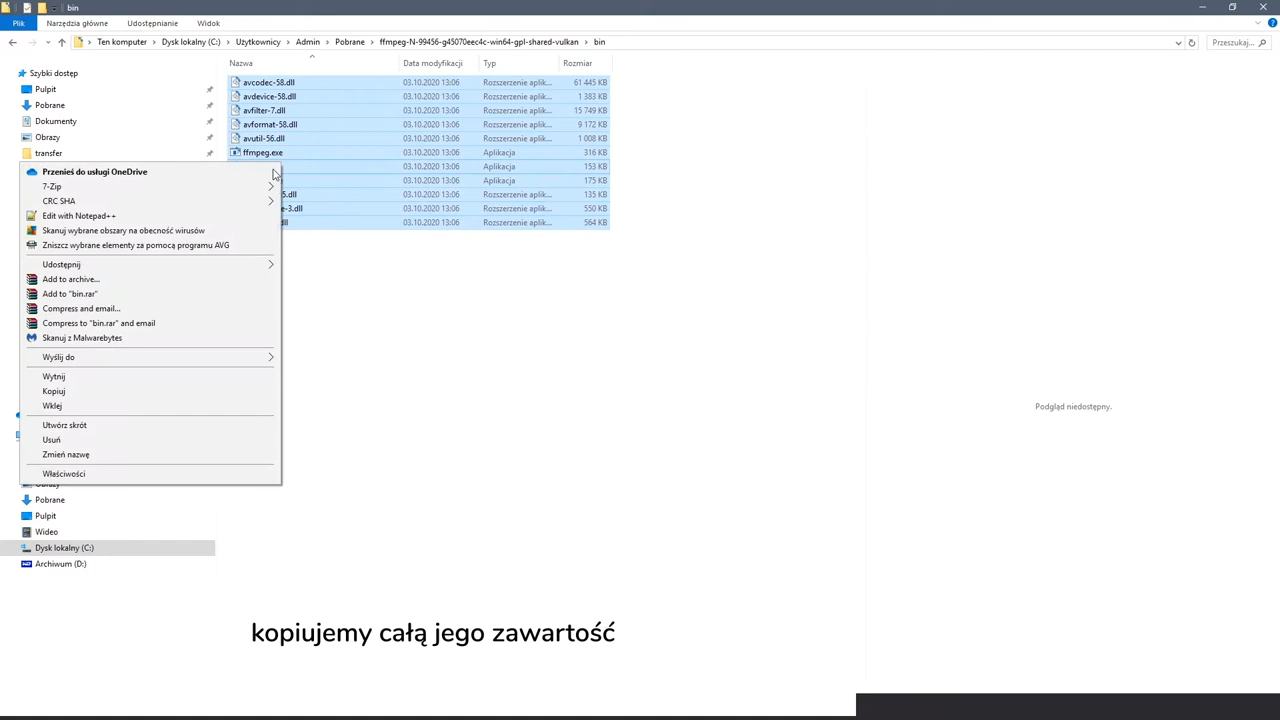 bin
Plik Narzędzia główne Udostępnianie Widok
Ten komputer Dysk lokalny (C:) Użytkownicy Admin Pobrane ffmpeg-N-99456-g45070eec4c-win64-gpl-shared-vulkan bin Przeszukaj...
Nazwa Data modyfikacji Typ Rozmiar
Szybki dostęp
Pulpit
Pobrane
Dokumenty
Obrazy
transfer
avcodec-58.dll 03.10.2020 13:06 Rozszerzenie aplik... 61 445 KB
avdevice-58.dll 03.10.2020 13:06 Rozszerzenie aplik... 1 383 KB
avfilter-7.dll 03.10.2020 13:06 Rozszerzenie aplik... 15 749 KB
avformat-58.dll 03.10.2020 13:06 Rozszerzenie aplik... 9 172 KB
avutil-56.dll 03.10.2020 13:06 Rozszerzenie aplik... 1 008 KB
ffmpeg.exe 03.10.2020 13:06 Aplikacja 316 KB
03.10.2020 13:06 Aplikacja 153 KB
03.10.2020 13:06 Aplikacja 175 KB
5.dll 03.10.2020 13:06 Rozszerzenie aplik... 135 KB
e-3.dll 03.10.2020 13:06 Rozszerzenie aplik... 550 KB
dll 03.10.2020 13:06 Rozszerzenie aplik... 564 KB
Przenieś do usługi OneDrive
7-Zip
CRC SHA
Edit with Notepad++
Skanuj wybrane obszary na obecność wirusów
Zniszcz wybrane elementy za pomocą programu AVG
Udostępnij
Add to archive...
Add to "bin.rar"
Compress and email...
Compress to "bin.rar" and email
Skanuj z Malwarebytes
Wyślij do
Wytnij
Kopiuj
Wklej
Utwórz skrót
Usuń
Zmień nazwę
Właściwości
Obrazy
Pobrane
Pulpit
Wideo
Dysk lokalny (C:)
Archiwum (D:)
Podgląd niedostępny.
kopiujemy całą jego zawartość